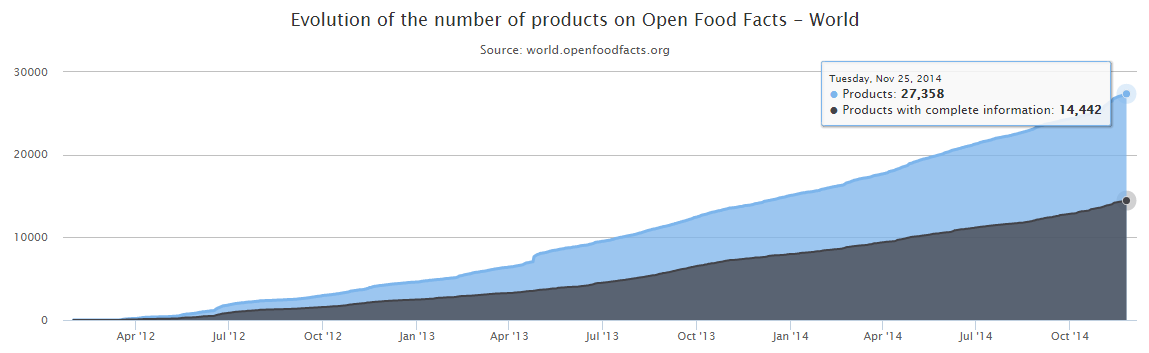 Evolution of the number of products on Open Food Facts - World
Source: world.openfoodfacts.org
30000
20000
10000
0
Tuesday, Nov 25, 2014
Products: 27,358
Products with complete information: 14,442
Apr '12
Jul '12
Oct '12
Jan '13
Apr '13
Jul '13
Oct '13
Jan '14
Apr '14
Jul '14
Oct '14